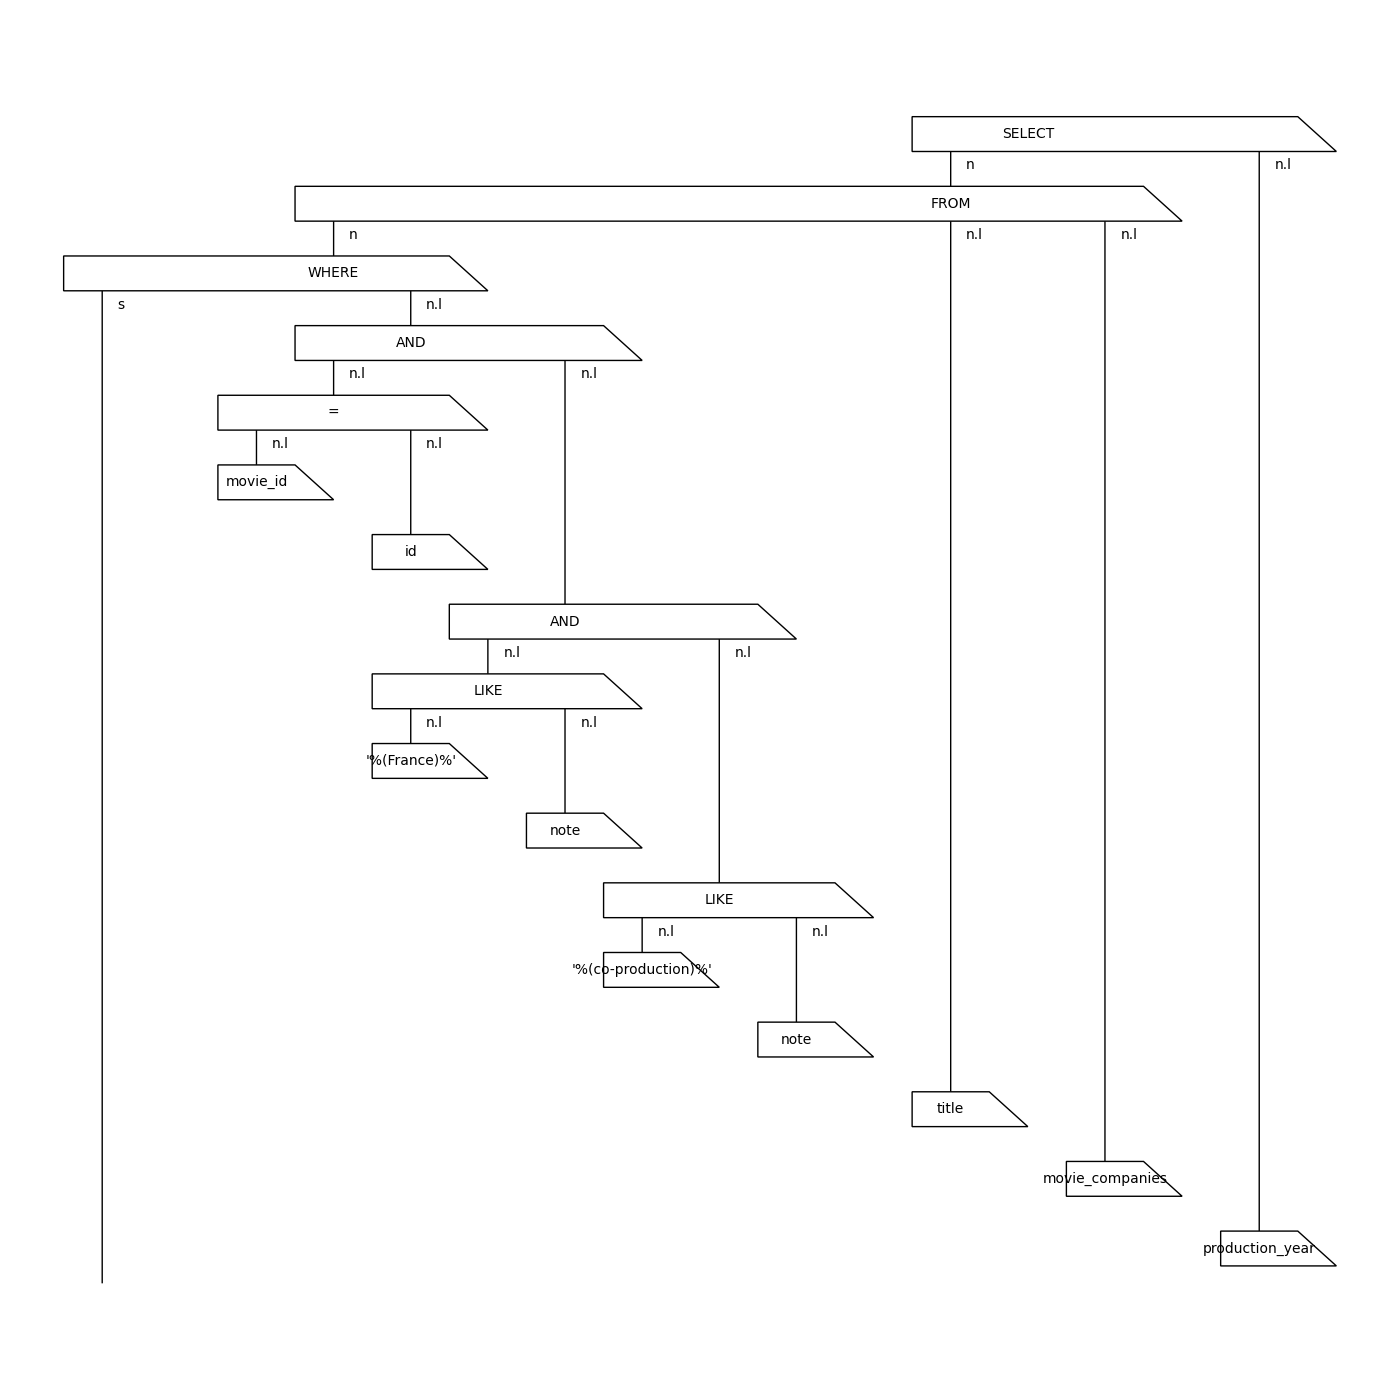 SELECT
n n.l
FROM
n n.l n.l
WHERE
s n.l
AND
n.l n.l
=
n.l n.l
movie_id
id
AND
n.l n.l
LIKE
n.l n.l
'%(France)%'
note
LIKE
n.l n.l
'%(co-production)%'
note
title
movie_companies
production_year